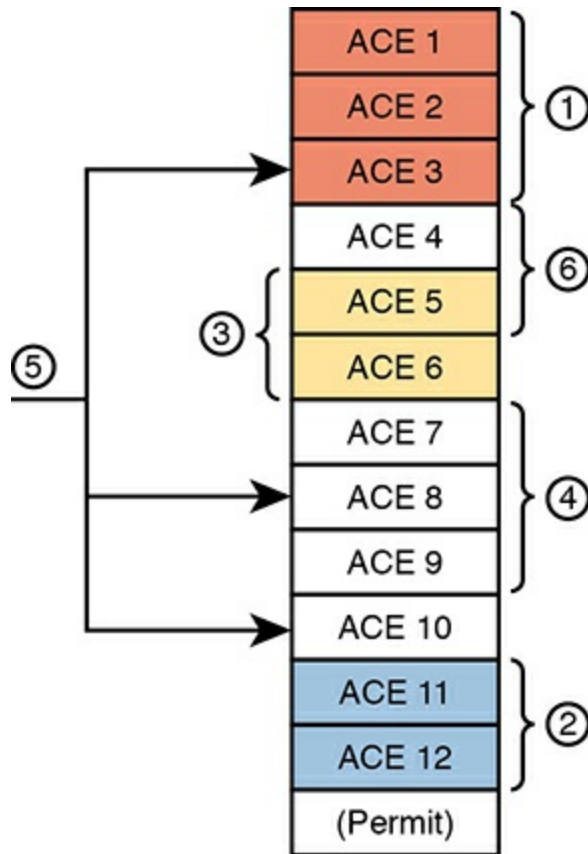 ACE 1
ACE 2
①
ACE 3
ACE 4
⑥
ACE 5
③
ACE 6
⑤
ACE 7
ACE 8
④
ACE 9
ACE 10
ACE 11
②
ACE 12
(Permit)